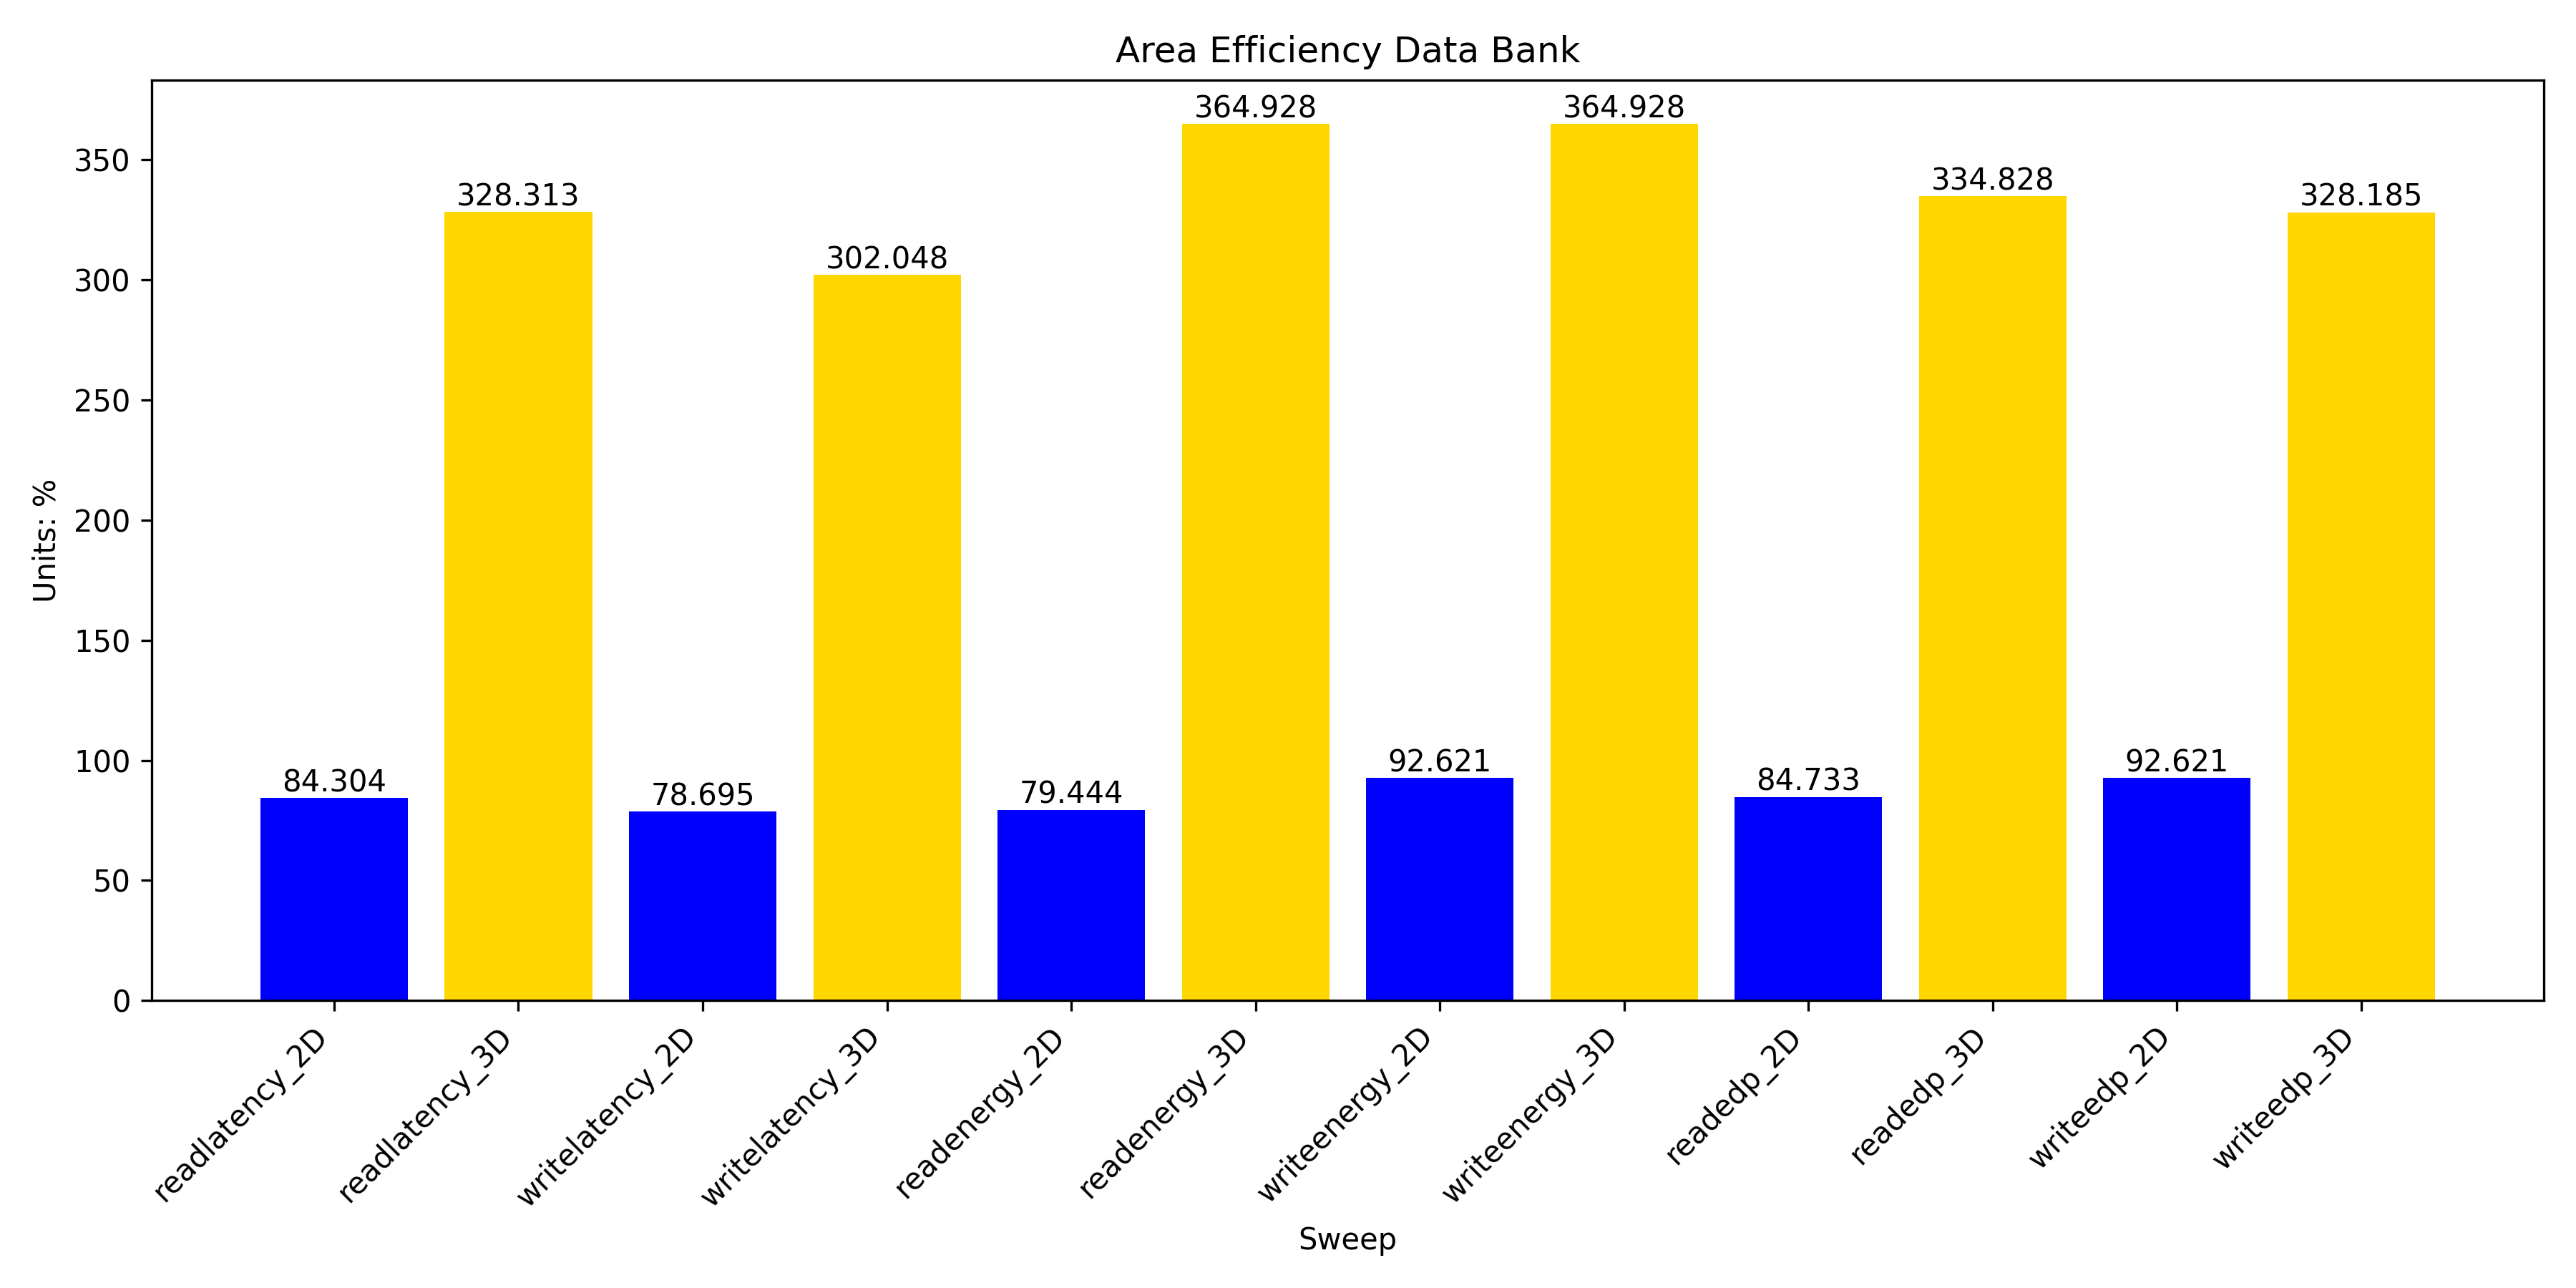 Area Efficiency Data Bank
Units: %
350
300
250
200
150
100
50
0
84.304
328.313
78.695
302.048
79.444
364.928
92.621
364.928
84.733
334.828
92.621
328.185
readlatency_2D
readlatency_3D
writelatency_2D
writelatency_3D
readenergy_2D
readenergy_3D
writeenergy_2D
writeenergy_3D
readedp_2D
readedp_3D
writeedp_2D
writeedp_3D
Sweep